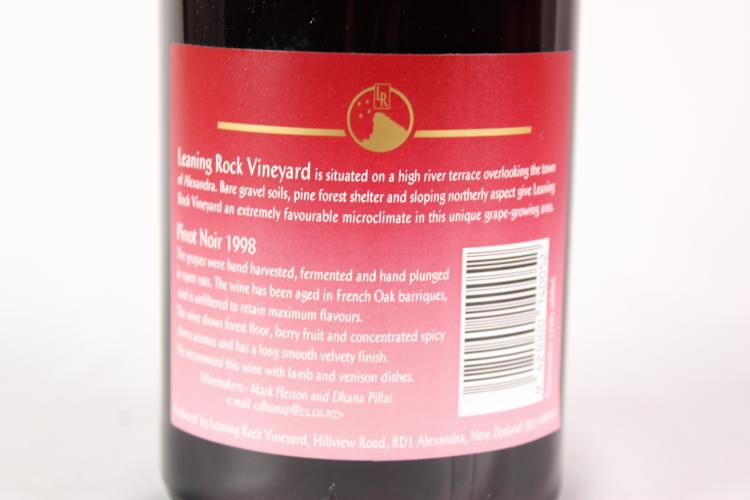 LR
Leaning Rock Vineyard is situated on a high river terrace overlooking the town
of Alexandra. Bare gravel soils, pine forest shelter and sloping northerly aspect give Leaning
Rock Vineyard an extremely favourable microclimate in this unique grape-growing area.
Pinot Noir 1998
The grapes were hand harvested, fermented and hand plunged
in open vats. The wine has been aged in French Oak barriques,
and is unfiltered to retain maximum flavours.
The wine shows forest floor, berry fruit and concentrated spicy
cherry aromas and has a long smooth velvety finish.
We recommend this wine with lamb and venison dishes.
Winemakers:- Mark Hesson and Dhana Pillai
e.mail <dhanap@es.co.nz>
Produced by Leaning Rock Vineyard, Hillview Road, RD1 Alexandra, New Zealand
added.